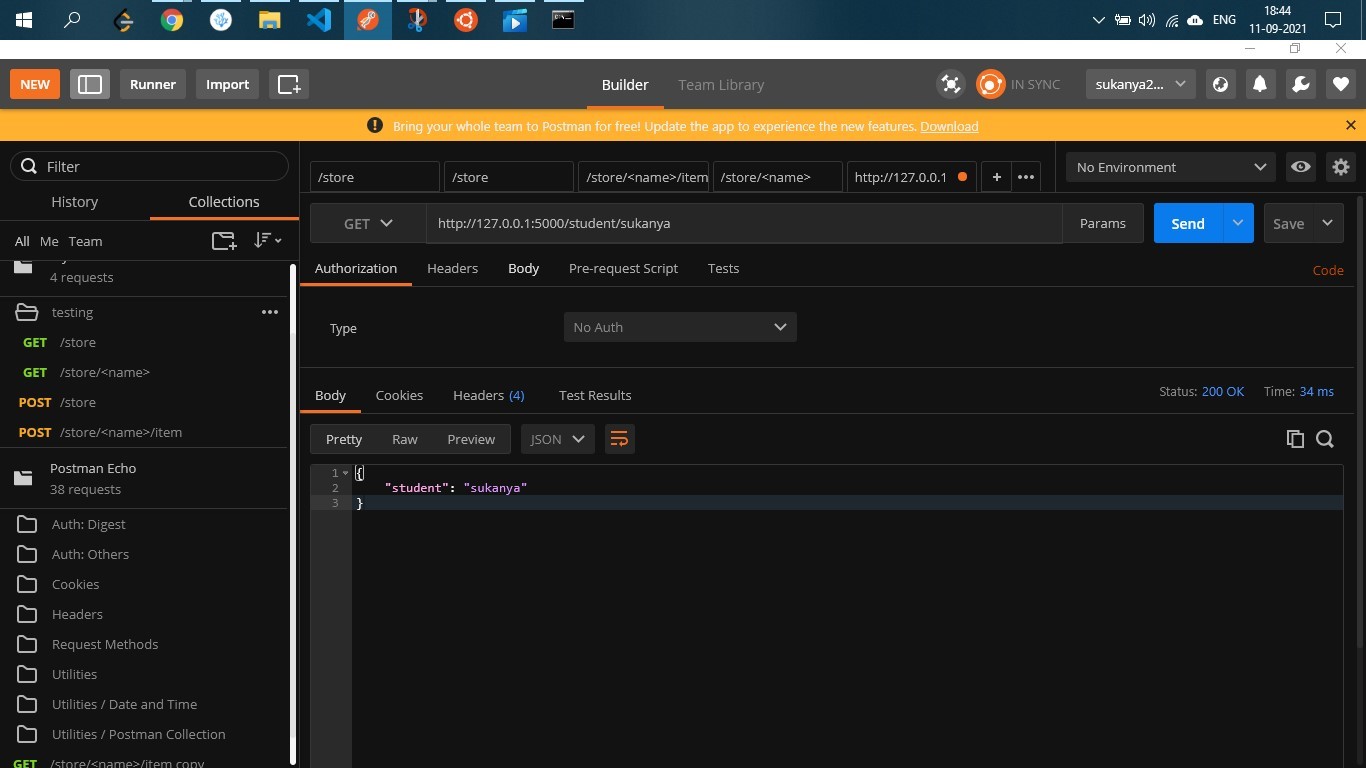 ENG
18:44
11-09-2021
NEW
Runner
Import
Builder
Team Library
IN SYNC
sukanya2...
Bring your whole team to Postman for free! Update the app to experience the new features. Download
Filter
History
Collections
All Me Team
4 requests
testing
GET /store
GET /store/<name>
POST /store
POST /store/<name>/item
Postman Echo
38 requests
Auth: Digest
Auth: Others
Cookies
Headers
Request Methods
Utilities
Utilities / Date and Time
Utilities / Postman Collection
GET /store/<name>/item copy
/store
/store
/store/<name>/item
/store/<name>
http://127.0.0.1
+
No Environment
GET
http://127.0.0.1:5000/student/sukanya
Params
Send
Save
Authorization
Headers
Body
Pre-request Script
Tests
Code
Type
No Auth
Body
Cookies
Headers (4)
Test Results
Status: 200 OK
Time: 34 ms
Pretty
Raw
Preview
JSON
1 {
2 "student": "sukanya"
3 }